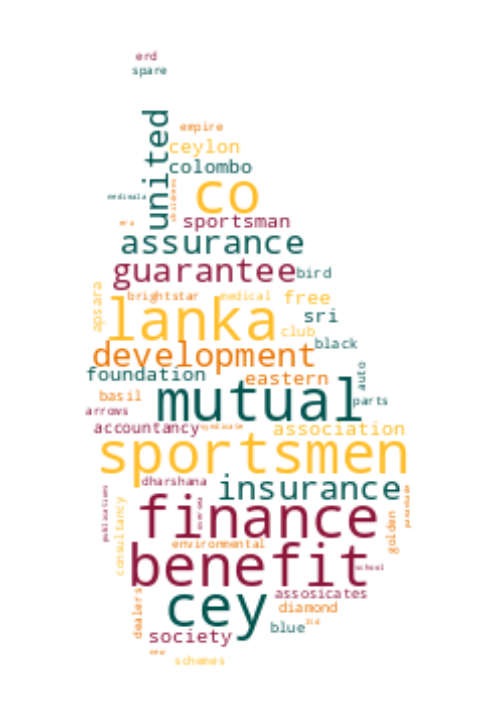 erd
spare
united
empire
ceylon
colombo
co
sportsman
assurance
guarantee
bird
apsara
brightstar
medical
free
lanka
sri
club
black
development
foundation
eastern
auto
basil
mutual
parts
arrows
accountancy
syndicate
association
sportsmen
dharshana
insurance
publications
consultancy
finance
golden
environmental
benefit
school
cey
assosicates
dealers
diamond
blue
society
schemes